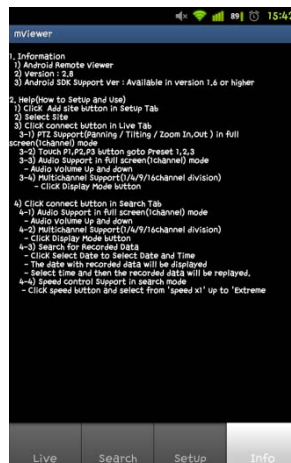 89 15:42
mViewer
1. Information
1) Android Remote Viewer
2) Version : 2.8
3) Android SDK Support Ver : Available in version 1.6 or higher
2. Help(How to Setup and Use)
1) Click Add site button in Setup Tab
2) Select Site
3) Click connect button in Live Tab
3-1) PTZ Support(Panning / Tilting / Zoom In,Out ) in full
screen(1channel) mode
3-2) Touch P1,P2,P3 button goto Preset 1,2,3
3-3) Audio Support in full screen(1channel) mode
- Audio Volume Up and down
3-4) Multichannel Support(1/4/9/16channel division)
- Click Display Mode button
4) Click connect button in Search Tab
4-1) Audio Support in full screen(1channel) mode
- Audio Volume Up and down
4-2) Multichannel Support(1/4/9/16channel division)
- Click Display Mode button
4-3) Search for Recorded Data
- Click Select Date to Select Date and Time
- The date with recorded data will be displayed
- Select time and then the recorded data will be replayed.
4-4) Speed control Support in search mode
- Click speed button and select from 'speed x1' up to 'Extreme
Live Search Setup Info